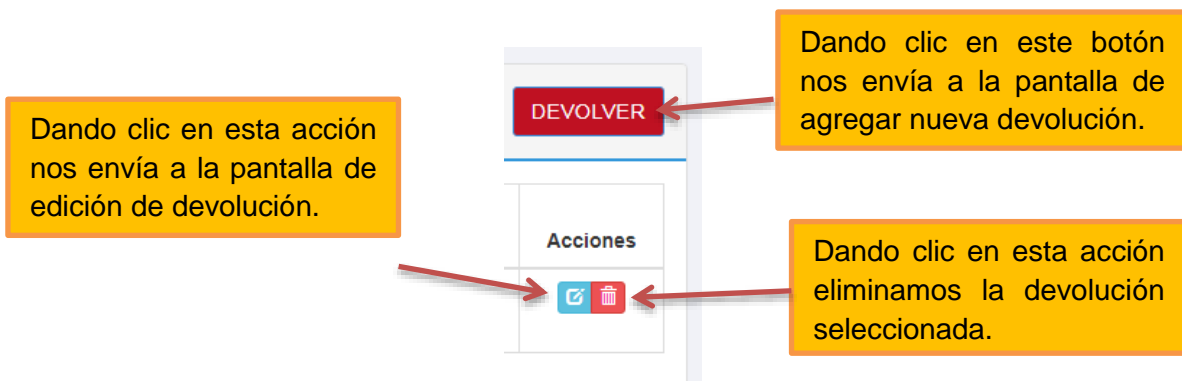 Dando clic en este botón
nos envía a la pantalla de
agregar nueva devolución.
DEVOLVER
Dando clic en esta acción
nos envía a la pantalla de
edición de devolución.
Acciones
Dando clic en esta acción
eliminamos la devolución
seleccionada.